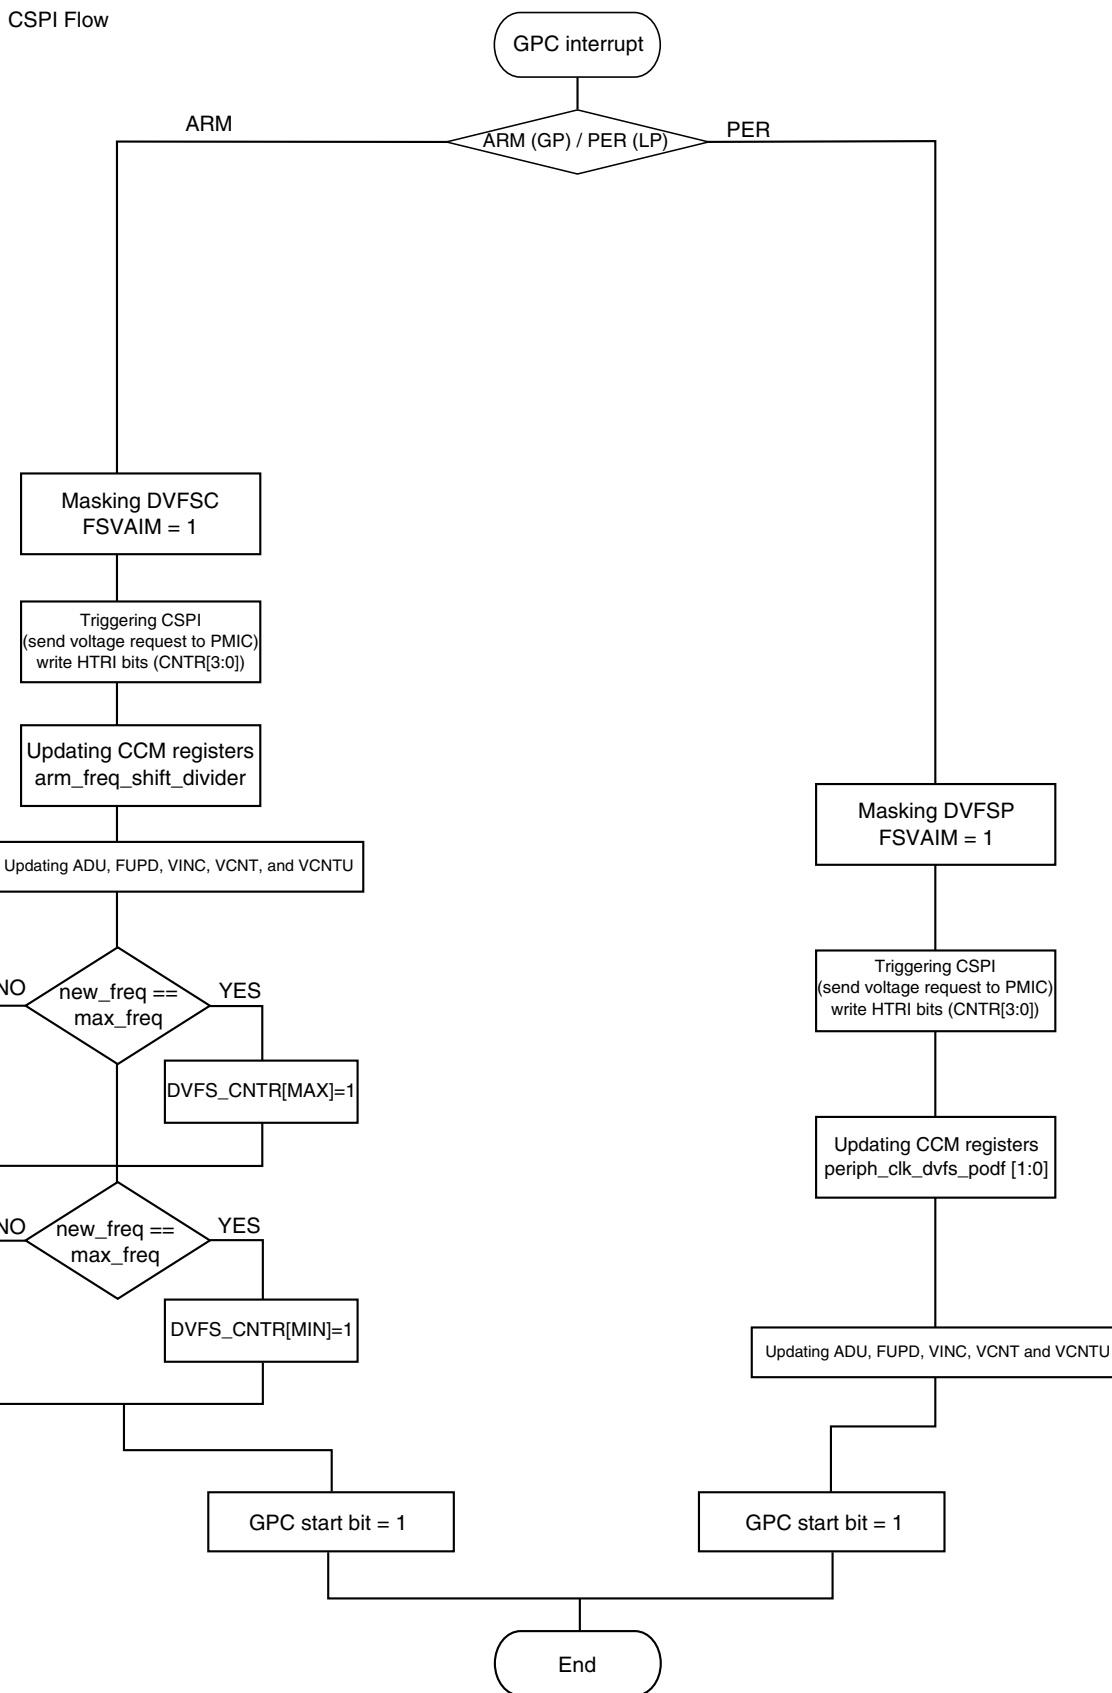 CSPI Flow
GPC interrupt
ARM
ARM (GP) / PER (LP)
PER
Masking DVFSC
FSVAIM = 1
Triggering CSPI
(send voltage request to PMIC)
write HTRI bits (CNTR[3:0])
Updating CCM registers
arm_freq_shift_divider
Updating ADU, FUPD, VINC, VCNT, and VCNTU
NO
new_freq ==
max_freq
YES
DVFS_CNTR[MAX]=1
NO
new_freq ==
max_freq
YES
DVFS_CNTR[MIN]=1
GPC start bit = 1
Masking DVFSP
FSVAIM = 1
Triggering CSPI
(send voltage request to PMIC)
write HTRI bits (CNTR[3:0])
Updating CCM registers
periph_clk_dvfs_podf [1:0]
Updating ADU, FUPD, VINC, VCNT and VCNTU
GPC start bit = 1
End